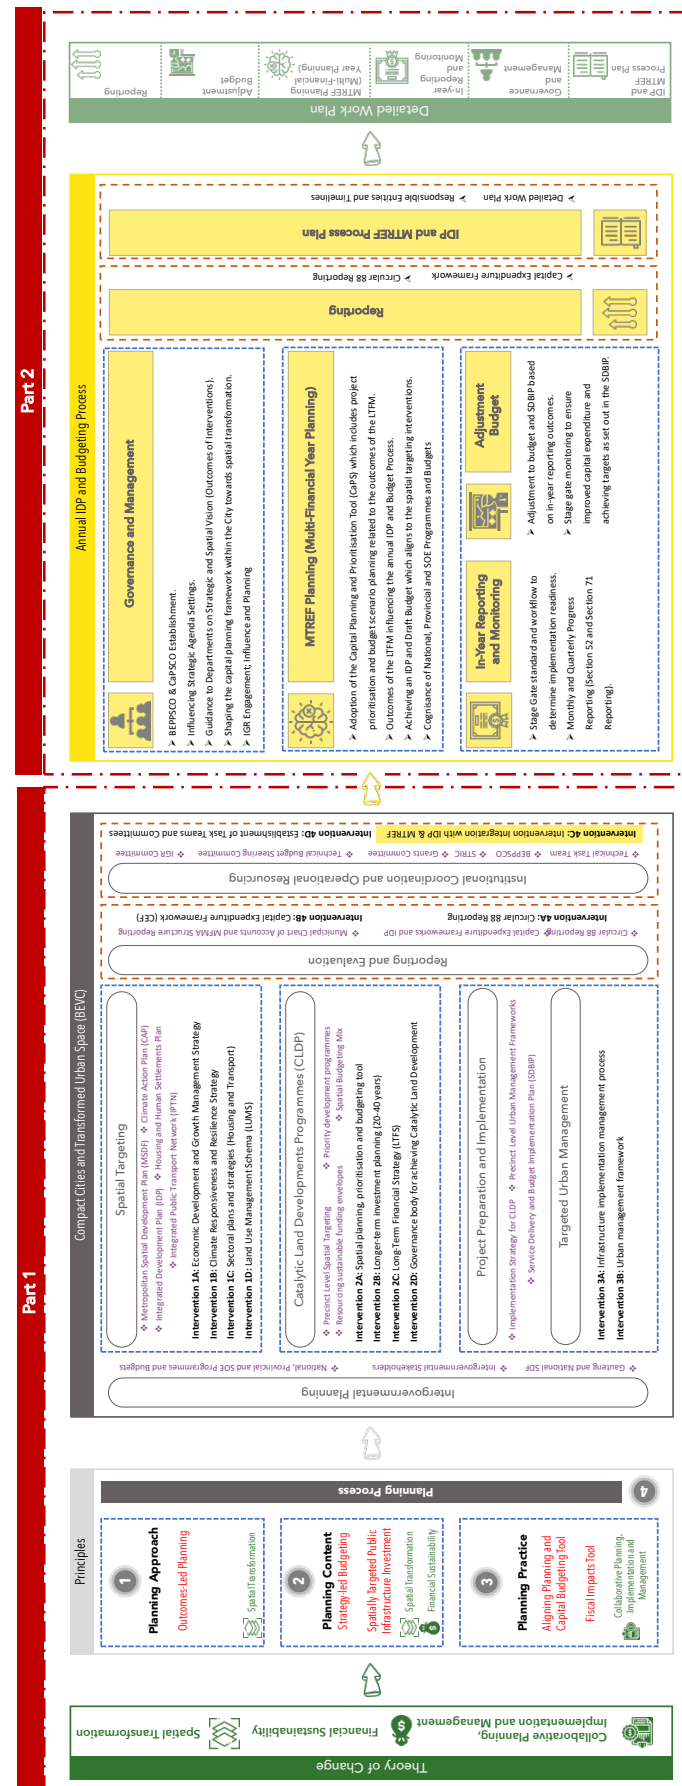 Part 1
Theory of Change
Spatial Transformation
Financial Sustainability
Collaborative Planning,
Implementation and Management
Principles
1
Planning Approach
Outcomes-Led Planning
Spatial Transformation
2
Planning Content
Strategy-led Budgeting
Spatially Targeted Public
Infrastructure Investment
Spatial Transformation
Financial Sustainability
3
Planning Practice
Aligning Planning and
Capital Budgeting Tool
Fiscal Impacts Tool
Collaborative Planning,
Implementation and
Management
Planning Process
4
Compact Cities and Transformed Urban Space (BEVC)
Intergovernmental Planning
❖ Gauteng and National SDF
❖ Intergovernmental Stakeholders
❖ National, Provincial and SOE Programmes and Budgets
Spatial Targeting
❖ Metropolitan Spatial Development Plan (MSDF) ❖ Climate Action Plan (CAP)
❖ Integrated Development Plan (IDP) ❖ Housing and Human Settlements Plan
❖ Integrated Public Transport Network (IPTN)
Intervention 1A: Economic Development and Growth Management Strategy
Intervention 1B: Climate Responsiveness and Resilience Strategy
Intervention 1C: Sectoral plans and strategies (Housing and Transport)
Intervention 1D: Land Use Management Schema (LUMS)
Catalytic Land Developments Programmes (CLDP)
❖ Precinct Level Spatial Targeting ❖ Priority development programmes
❖ Resourcing sustainable funding envelopes ❖ Spatial Budgeting Mix
Intervention 2A: Spatial planning, prioritisation and budgeting tool
Intervention 2B: Longer-term investment planning (20-40 years)
Intervention 2C: Long-Term Financial Strategy (LTFS)
Intervention 2D: Governance body for achieving Catalytic Land Development
Project Preparation and Implementation
❖ Implementation Strategy for CLDP ❖ Precinct Level Urban Management Frameworks
❖ Service Delivery and Budget Implementation Plan (SDBIP)
Targeted Urban Management
Intervention 3A: Infrastructure implementation management process
Intervention 3B: Urban management framework
Reporting and Evaluation
❖ Circular 88 Reporting ❖ Capital Expenditure Frameworks and IDP
❖ Municipal Chart of Accounts and MFMA Structure Reporting
Intervention 4A: Circular 88 Reporting
Intervention 4B: Capital Expenditure Framework (CEF)
Institutional Coordination and Operational Resourcing
❖ Technical Task Team ❖ BEPPSCO ❖ STRIC ❖ Grants Committee ❖ Technical Budget Steering Committee ❖ IGR Committee
Intervention 4C: Intervention Integration with IDP & MTREF
Intervention 4D: Establishment of Task Teams and Committees
Part 2
Annual IDP and Budgeting Process
Governance and Management
➢ BEPPSCO & CaPSCO Establishment.
➢ Influencing Strategic Agenda Settings.
➢ Guidance to Departments on Strategic and Spatial Vision (Outcomes of Interventions).
➢ Shaping the capital planning framework within the City towards spatial transformation.
➢ IGR Engagement; Influence and Planning
MTREF Planning (Multi-Financial Year Planning)
➢ Adoption of the Capital Planning and Prioritisation Tool (CaPS) which includes project
prioritisation and budget scenario planning related to the outcomes of the LTFM.
➢ Outcomes of the LTFM influencing the annual IDP and Budget Process.
➢ Achieving an IDP and Draft Budget which aligns to the spatial targeting interventions.
➢ Cognisance of National, Provincial and SOE Programmes and Budgets
In-Year Reporting
and Monitoring
➢ Stage Gate standard and workflow to
determine implementation readiness.
➢ Monthly and Quarterly Progress
Reporting (Section 52 and Section 71
Reporting).
Adjustment
Budget
➢ Adjustment to budget and SDBIP based
on in-year reporting outcomes.
➢ Stage gate monitoring to ensure
improved capital expenditure and
achieving targets as set out in the SDBIP.
Reporting
➢ Capital Expenditure Framework ➢ Circular 88 Reporting
IDP and MTREF Process Plan
➢ Detailed Work Plan ➢ Responsible Entities and Timelines
Detailed Work Plan
IDP and
MTREF
Process Plan
Governance
and
Management
In-year
Reporting
and
Monitoring
MTREF Planning
(Multi-Financial
Year Planning)
Adjustment
Budget
Reporting